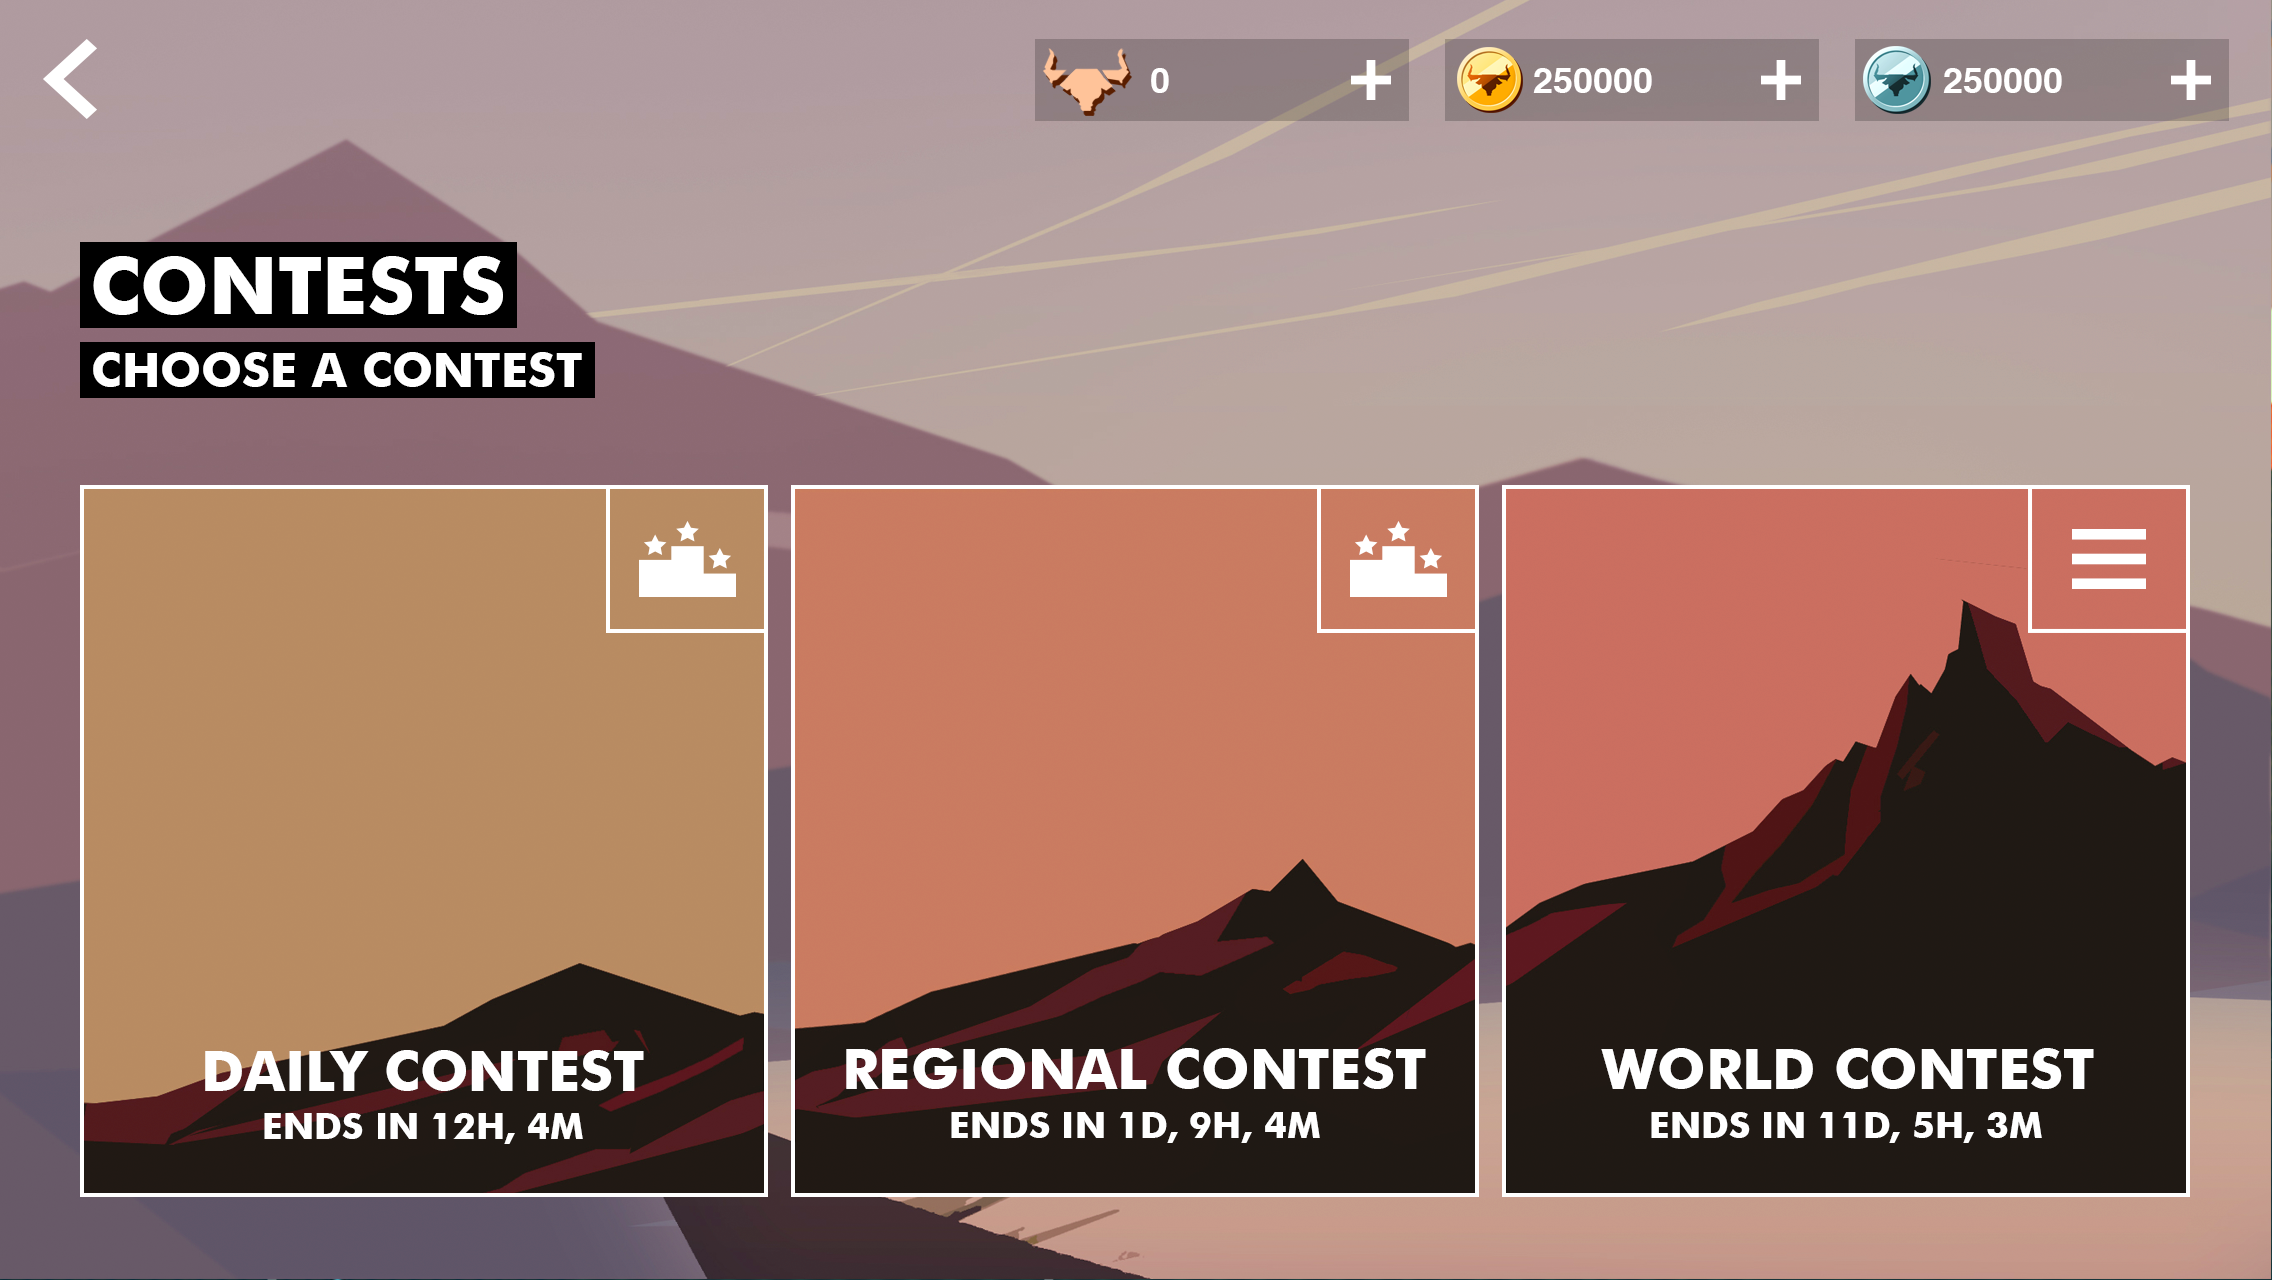 0
250000
250000
CONTESTS
CHOOSE A CONTEST
DAILY CONTEST
ENDS IN 12H, 4M
REGIONAL CONTEST
ENDS IN 1D, 9H, 4M
WORLD CONTEST
ENDS IN 11D, 5H, 3M